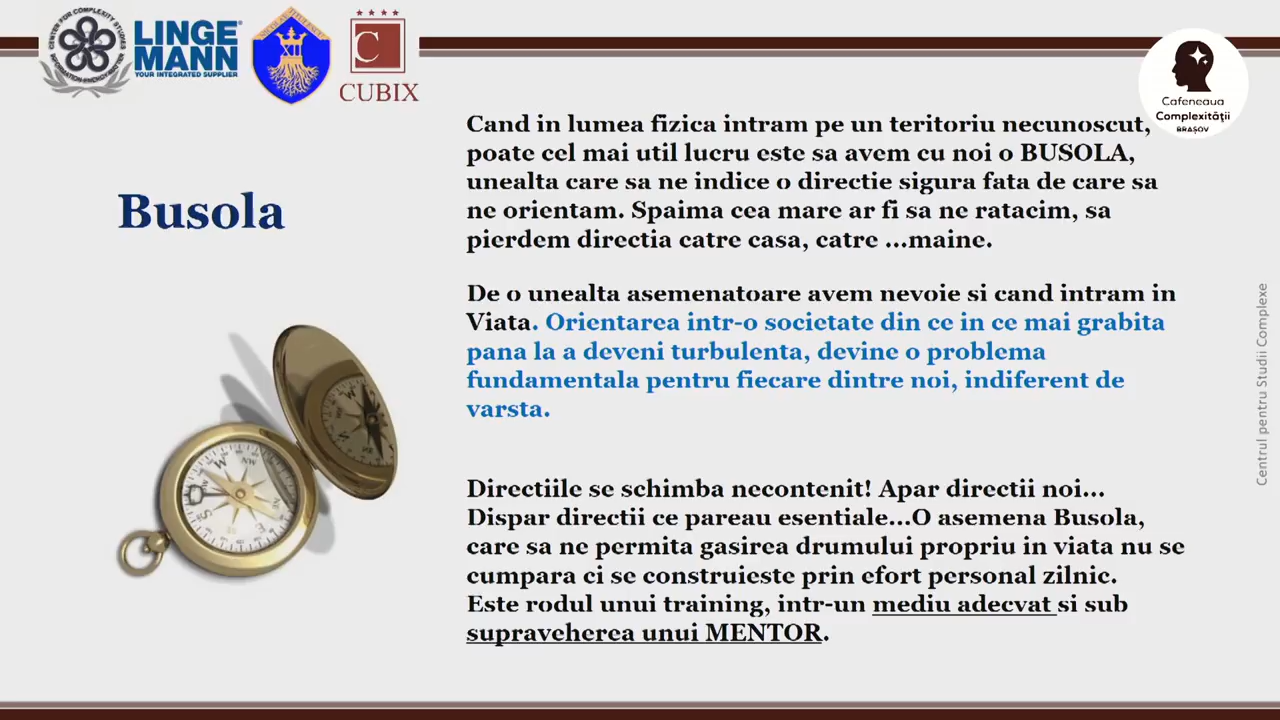 CENTER FOR COMPLEXITY STUDIES
LINGE
MANN
YOUR INTEGRATED SUPPLIER
C
CUBIX
Cafeneaua
Complexității
BRAȘOV
Busola
Cand in lumea fizica intram pe un teritoriu necunoscut,
poate cel mai util lucru este sa avem cu noi o BUSOLA,
unealta care sa ne indice o directie sigura fata de care sa
ne orientam. Spaima cea mare ar fi sa ne ratacim, sa
pierdem directia catre casa, catre ...maine.
De o unealta asemenatoare avem nevoie si cand intram in
Viata. Orientarea intr-o societate din ce in ce mai grabita
pana la a deveni turbulenta, devine o problema
fundamentala pentru fiecare dintre noi, indiferent de
varsta.
Directiile se schimba necontenit! Apar directii noi...
Dispar directii ce pareau esentiale...O asemena Busola,
care sa ne permita gasirea drumului propriu in viata nu se
cumpara ci se construieste prin efort personal zilnic.
Este rodul unui training, intr-un mediu adecvat si sub
supraveherea unui MENTOR.
Centrul pentru Studii Complexe